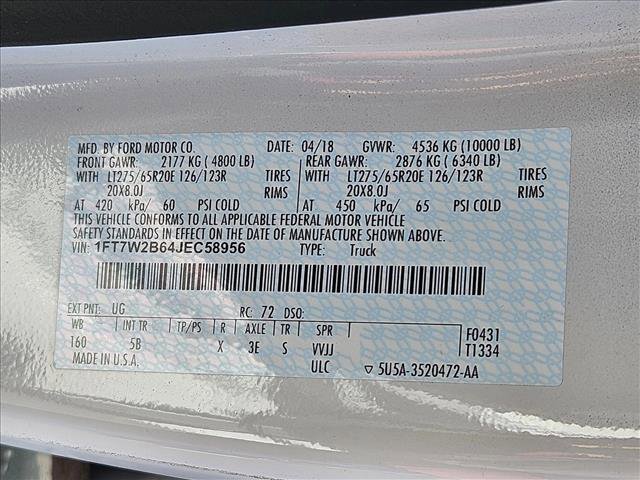 MFD. BY FORD MOTOR CO. DATE: 04/18 GVWR: 4536 KG (10000 LB)
FRONT GAWR: 2177 KG ( 4800 LB) REAR GAWR: 2876 KG ( 6340 LB)
WITH LT275/65R20E 126/123R TIRES WITH LT275/65R20E 126/123R TIRES
20X8.0J RIMS 20X8.0J RIMS
AT 420 kPa/ 60 PSI COLD AT 450 kPa/ 65 PSI COLD
THIS VEHICLE CONFORMS TO ALL APPLICABLE FEDERAL MOTOR VEHICLE
SAFETY STANDARDS IN EFFECT ON THE DATE OF MANUFACTURE SHOWN ABOVE.
VIN: 1FT7W2B64JEC58956 TYPE: Truck
EXT PNT: UG RC: 72 DSO:
WB INT TR TP/PS R AXLE TR SPR F0431
160 5B X 3E S VVJJ T1334
MADE IN U.S.A. ULC ▽ 5U5A-3520472-AA